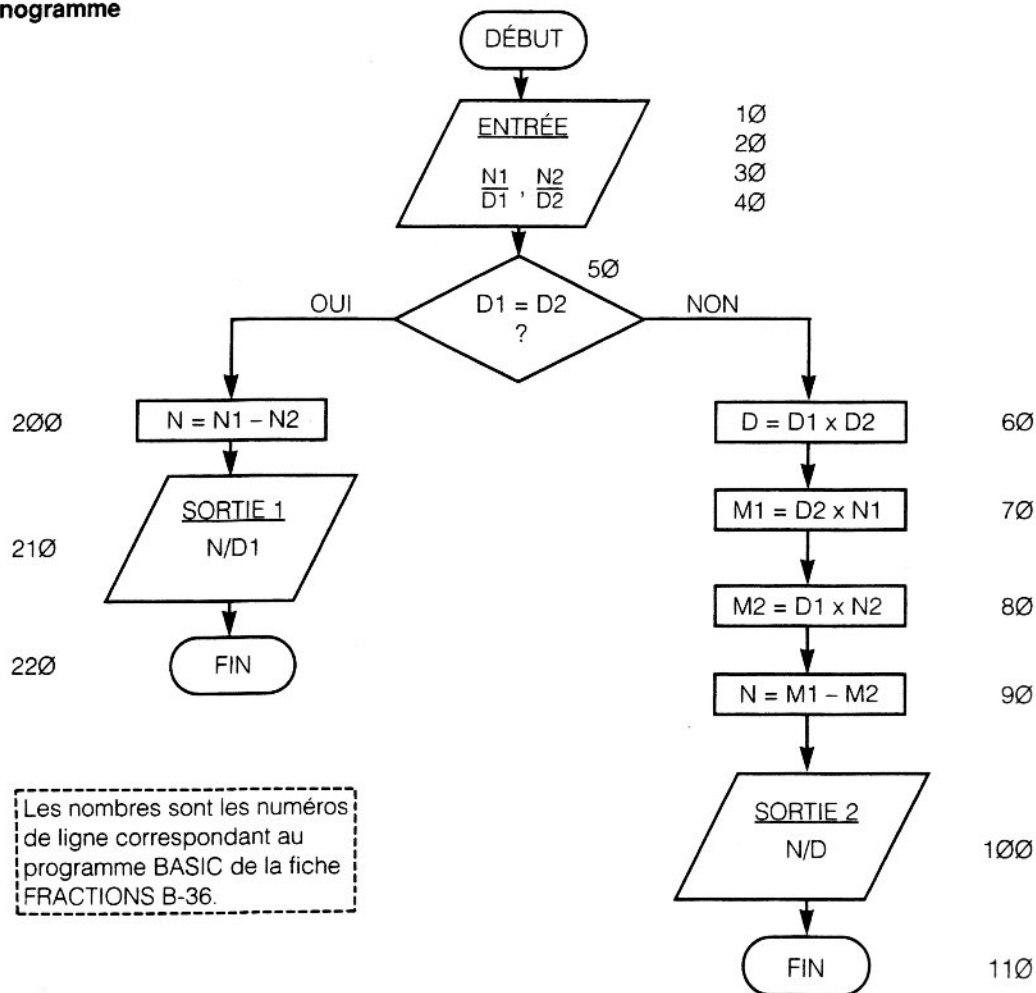 nogramme
DÉBUT
ENTRÉE
N1/D1 , N2/D2
1Ø
2Ø
3Ø
4Ø
5Ø
D1 = D2
?
OUI
NON
2ØØ
N = N1 – N2
SORTIE 1
N/D1
21Ø
FIN
22Ø
D = D1 x D2
6Ø
M1 = D2 x N1
7Ø
M2 = D1 x N2
8Ø
N = M1 – M2
9Ø
SORTIE 2
N/D
1ØØ
FIN
11Ø
Les nombres sont les numéros
de ligne correspondant au
programme BASIC de la fiche
FRACTIONS B-36.